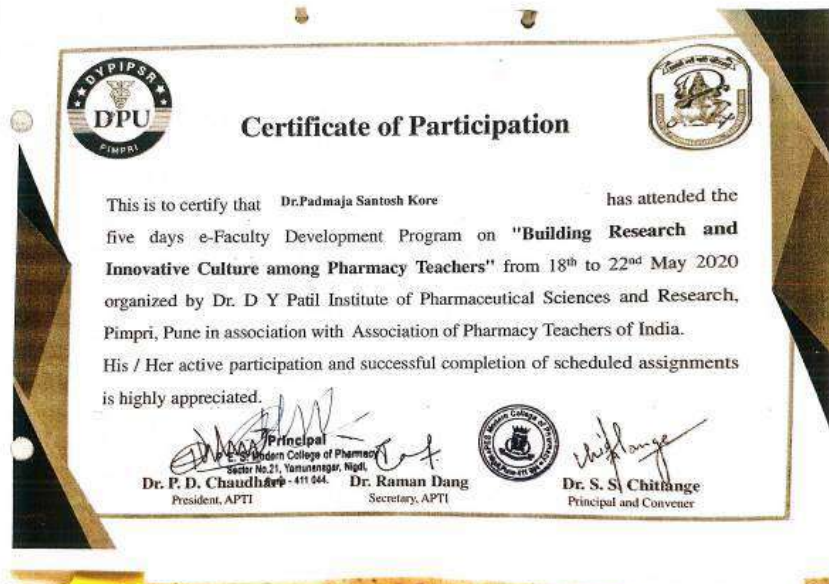 DYPIPSR
DPU
PIMPRI
Certificate of Participation
This is to certify that Dr.Padmaja Santosh Kore has attended the
five days e-Faculty Development Program on "Building Research and
Innovative Culture among Pharmacy Teachers" from 18th to 22nd May 2020
organized by Dr. D Y Patil Institute of Pharmaceutical Sciences and Research,
Pimpri, Pune in association with Association of Pharmacy Teachers of India.
His / Her active participation and successful completion of scheduled assignments
is highly appreciated.
Principal
Modern College of Pharmacy
Sector No.21, Yamunanagar, Nigdi,
- 411 044.
Modern College of
Dr. P. D. Chaudhari
President, APTI
Dr. Raman Dang
Secretary, APTI
Dr. S. S. Chitlange
Principal and Convener